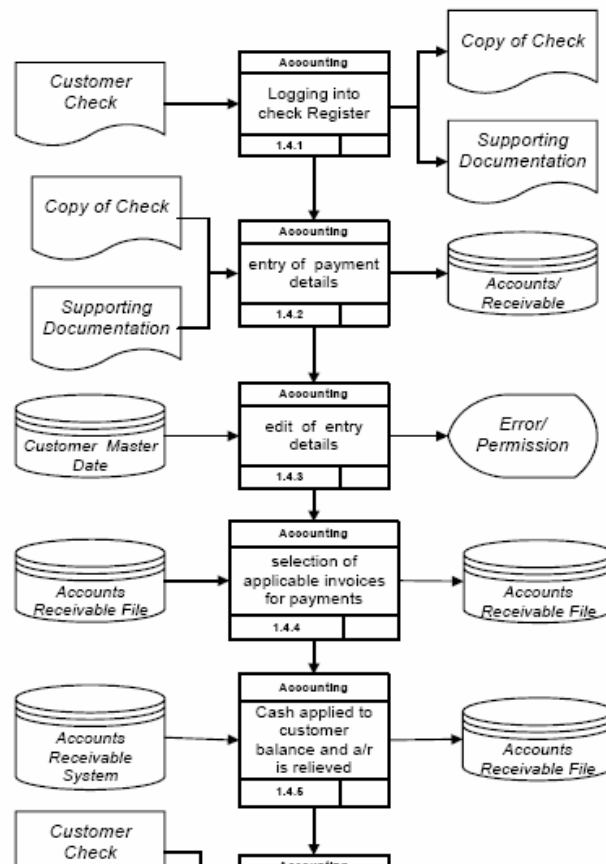 Copy of Check
Accounting
Customer
Check
Logging into
check Register
1.4.1
Supporting
Documentation
Copy of Check
Accounting
entry of payment
details
1.4.2
Accounts/
Receivable
Supporting
Documentation
Accounting
Customer Master
Date
edit of entry
details
1.4.3
Error/
Permission
Accounting
Accounts
Receivable File
selection of
applicable invoices
for payments
1.4.4
Accounts
Receivable File
Accounting
Accounts
Receivable
System
Cash applied to
customer
balance and a/r
is relieved
1.4.5
Accounts
Receivable File
Customer
Check
Accounting